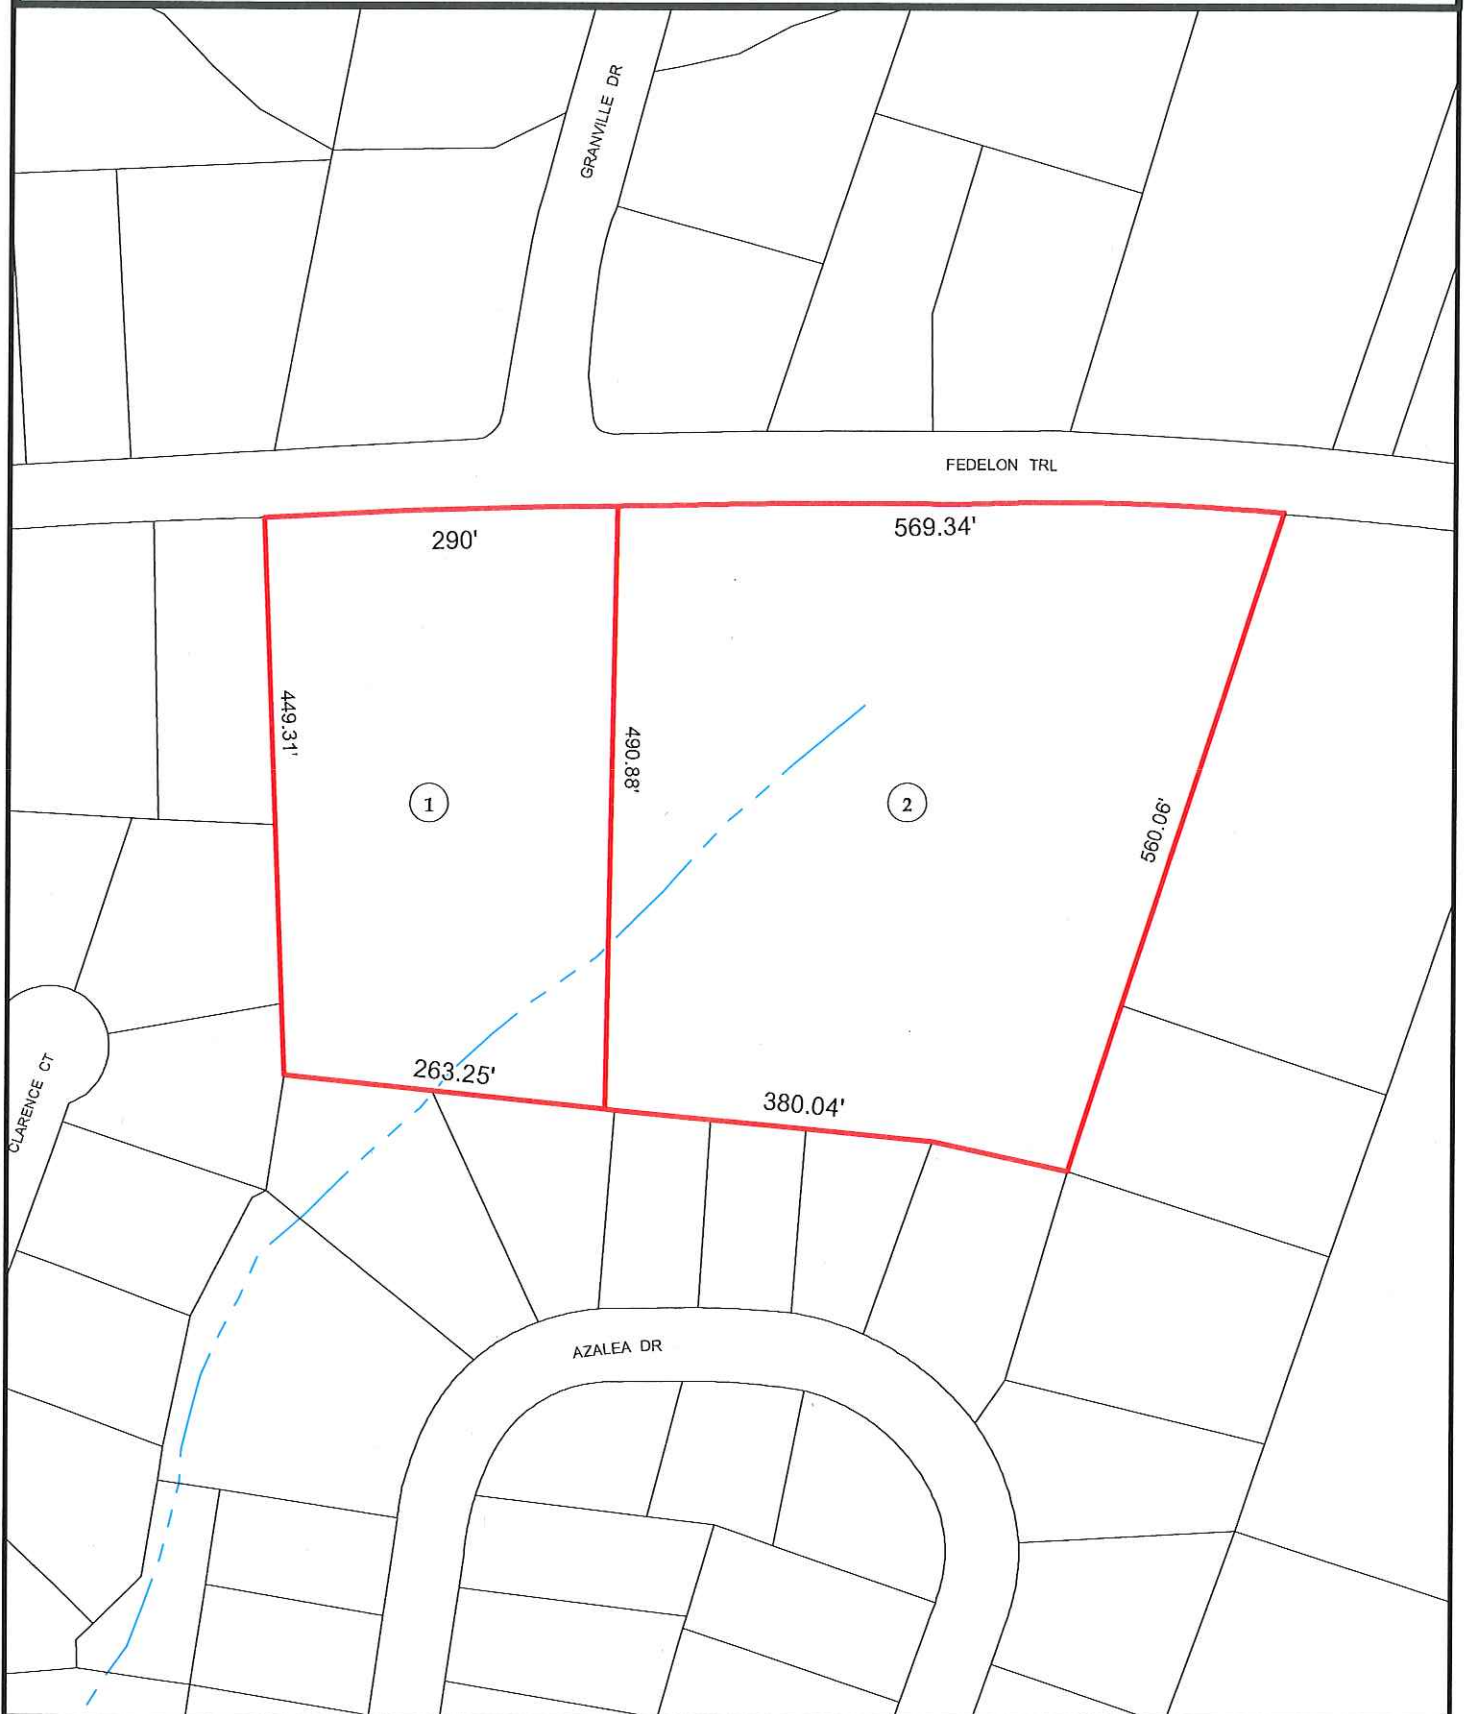 GRANVILLE DR
FEDELON TRL
290'
569.34'
449.31'
490.88'
1
2
560.06'
263.25'
380.04'
CLARENCE CT
AZALEA DR